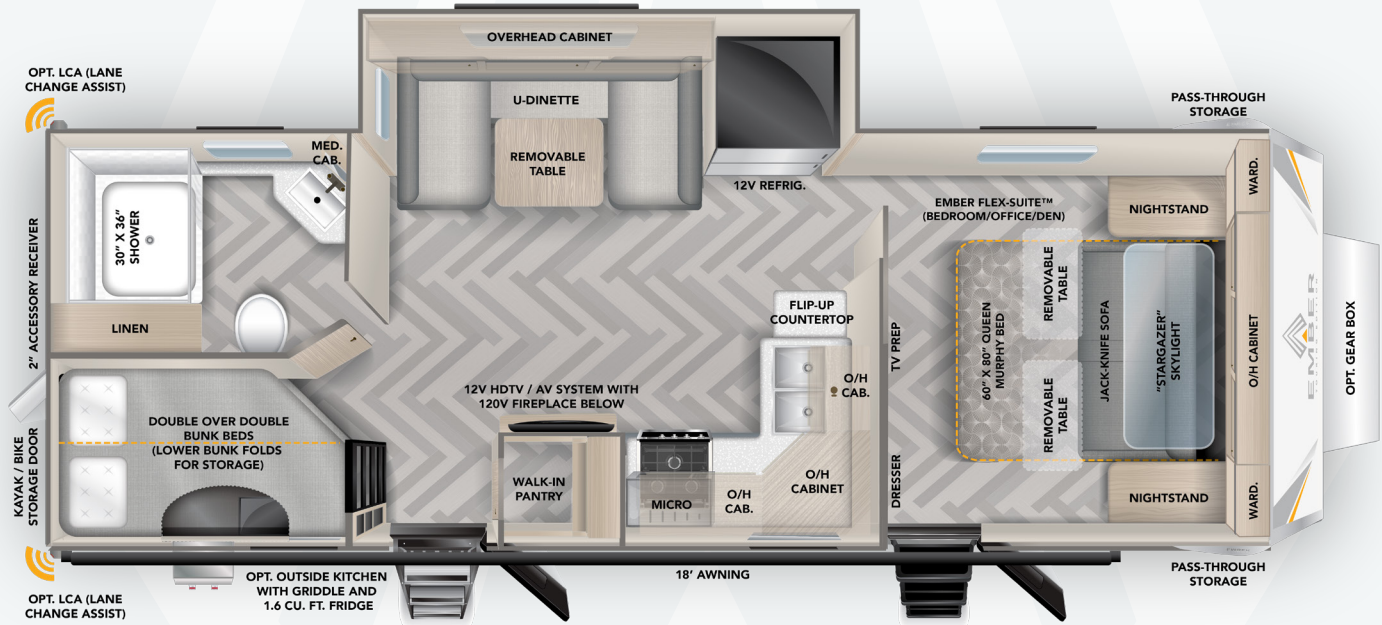 OVERHEAD CABINET
OPT. LCA (LANE
CHANGE ASSIST)
U-DINETTE
PASS-THROUGH
STORAGE
MED.
CAB.
REMOVABLE
TABLE
12V REFRIG.
WARD.
EMBER FLEX-SUITE™
(BEDROOM/OFFICE/DEN)
NIGHTSTAND
30" X 36"
SHOWER
2" ACCESSORY RECEIVER
LINEN
FLIP-UP
COUNTERTOP
TV PREP
60" X 80" QUEEN
MURPHY BED
REMOVABLE
TABLE
REMOVABLE
TABLE
JACK-KNIFE SOFA
"STARGAZER"
SKYLIGHT
O/H CABINET
EMBER
OPT. GEAR BOX
12V HDTV / AV SYSTEM WITH
120V FIREPLACE BELOW
O/H
CAB.
DOUBLE OVER DOUBLE
BUNK BEDS
(LOWER BUNK FOLDS
FOR STORAGE)
KAYAK / BIKE
STORAGE DOOR
WALK-IN
PANTRY
MICRO
O/H
CAB.
O/H
CABINET
DRESSER
NIGHTSTAND
WARD.
OPT. LCA (LANE
CHANGE ASSIST)
OPT. OUTSIDE KITCHEN
WITH GRIDDLE AND
1.6 CU. FT. FRIDGE
18' AWNING
PASS-THROUGH
STORAGE